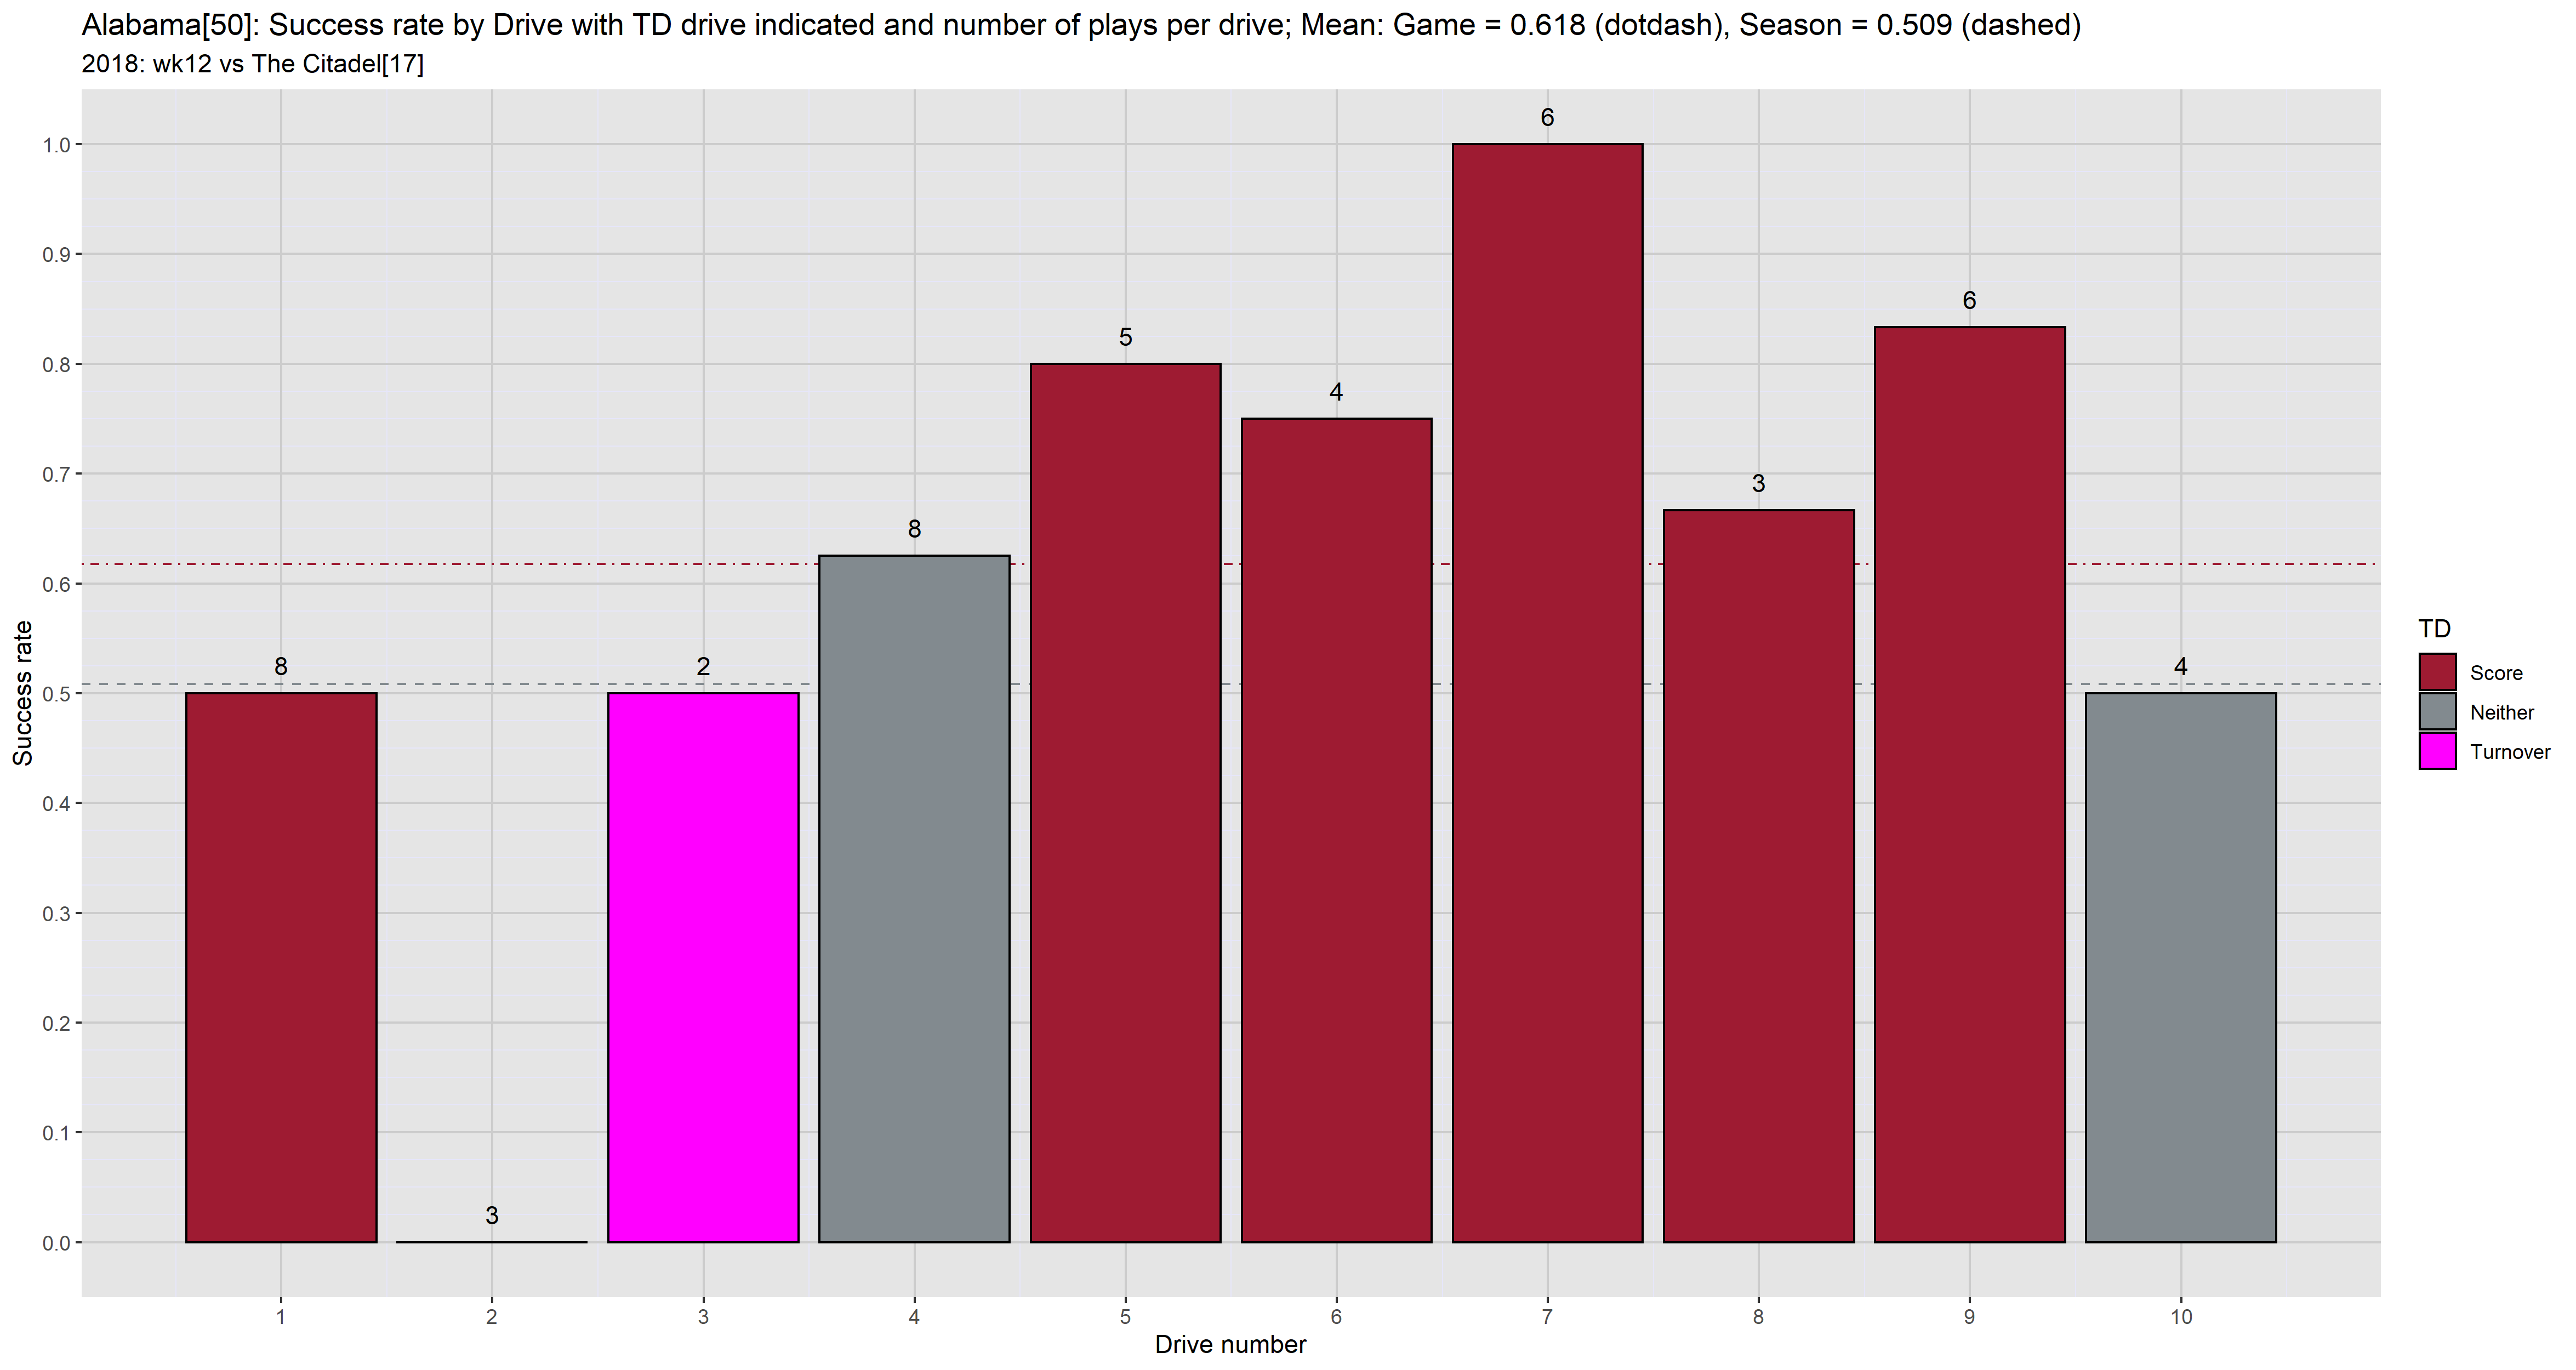 Alabama[50]: Success rate by Drive with TD drive indicated and number of plays per drive; Mean: Game = 0.618 (dotdash), Season = 0.509 (dashed)
2018: wk12 vs The Citadel[17]
Success rate
1.0
0.9
0.8
0.7
0.6
0.5
0.4
0.3
0.2
0.1
0.0
8
3
2
8
5
4
6
3
6
4
1 2 3 4 5 6 7 8 9 10
Drive number
TD
Score
Neither
Turnover